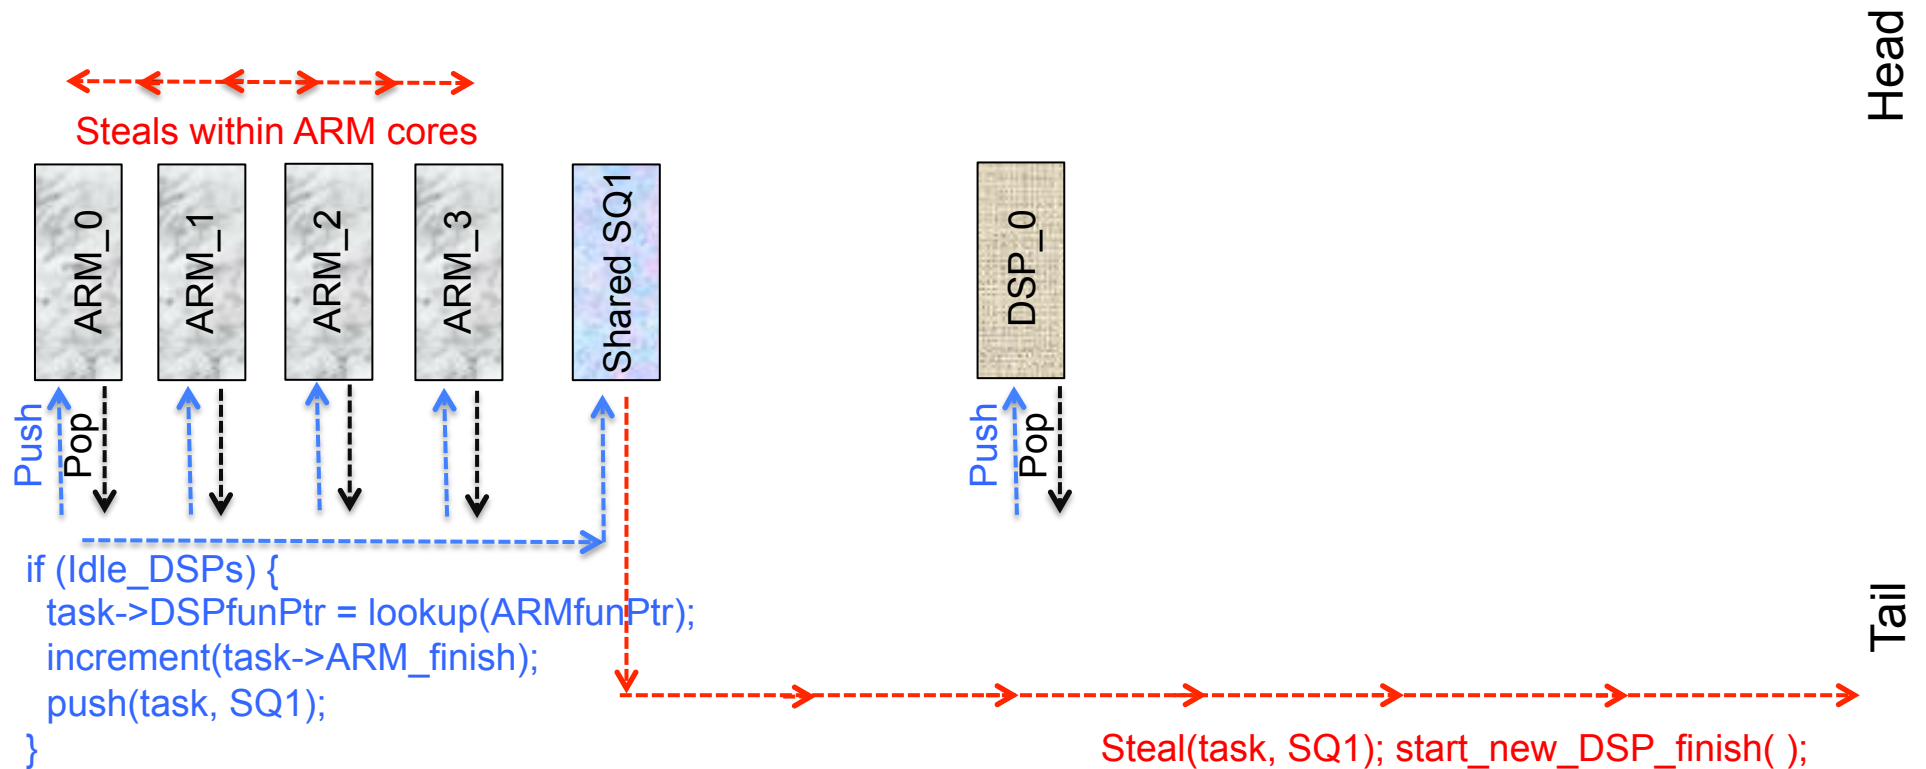 Head
Steals within ARM cores
ARM_0
ARM_1
ARM_2
ARM_3
Shared SQ1
DSP_0
Push
Pop
Push
Pop
if (Idle_DSPs) {
task->DSPfunPtr = lookup(ARMfunPtr);
increment(task->ARM_finish);
push(task, SQ1);
}
Tail
Steal(task, SQ1); start_new_DSP_finish( );